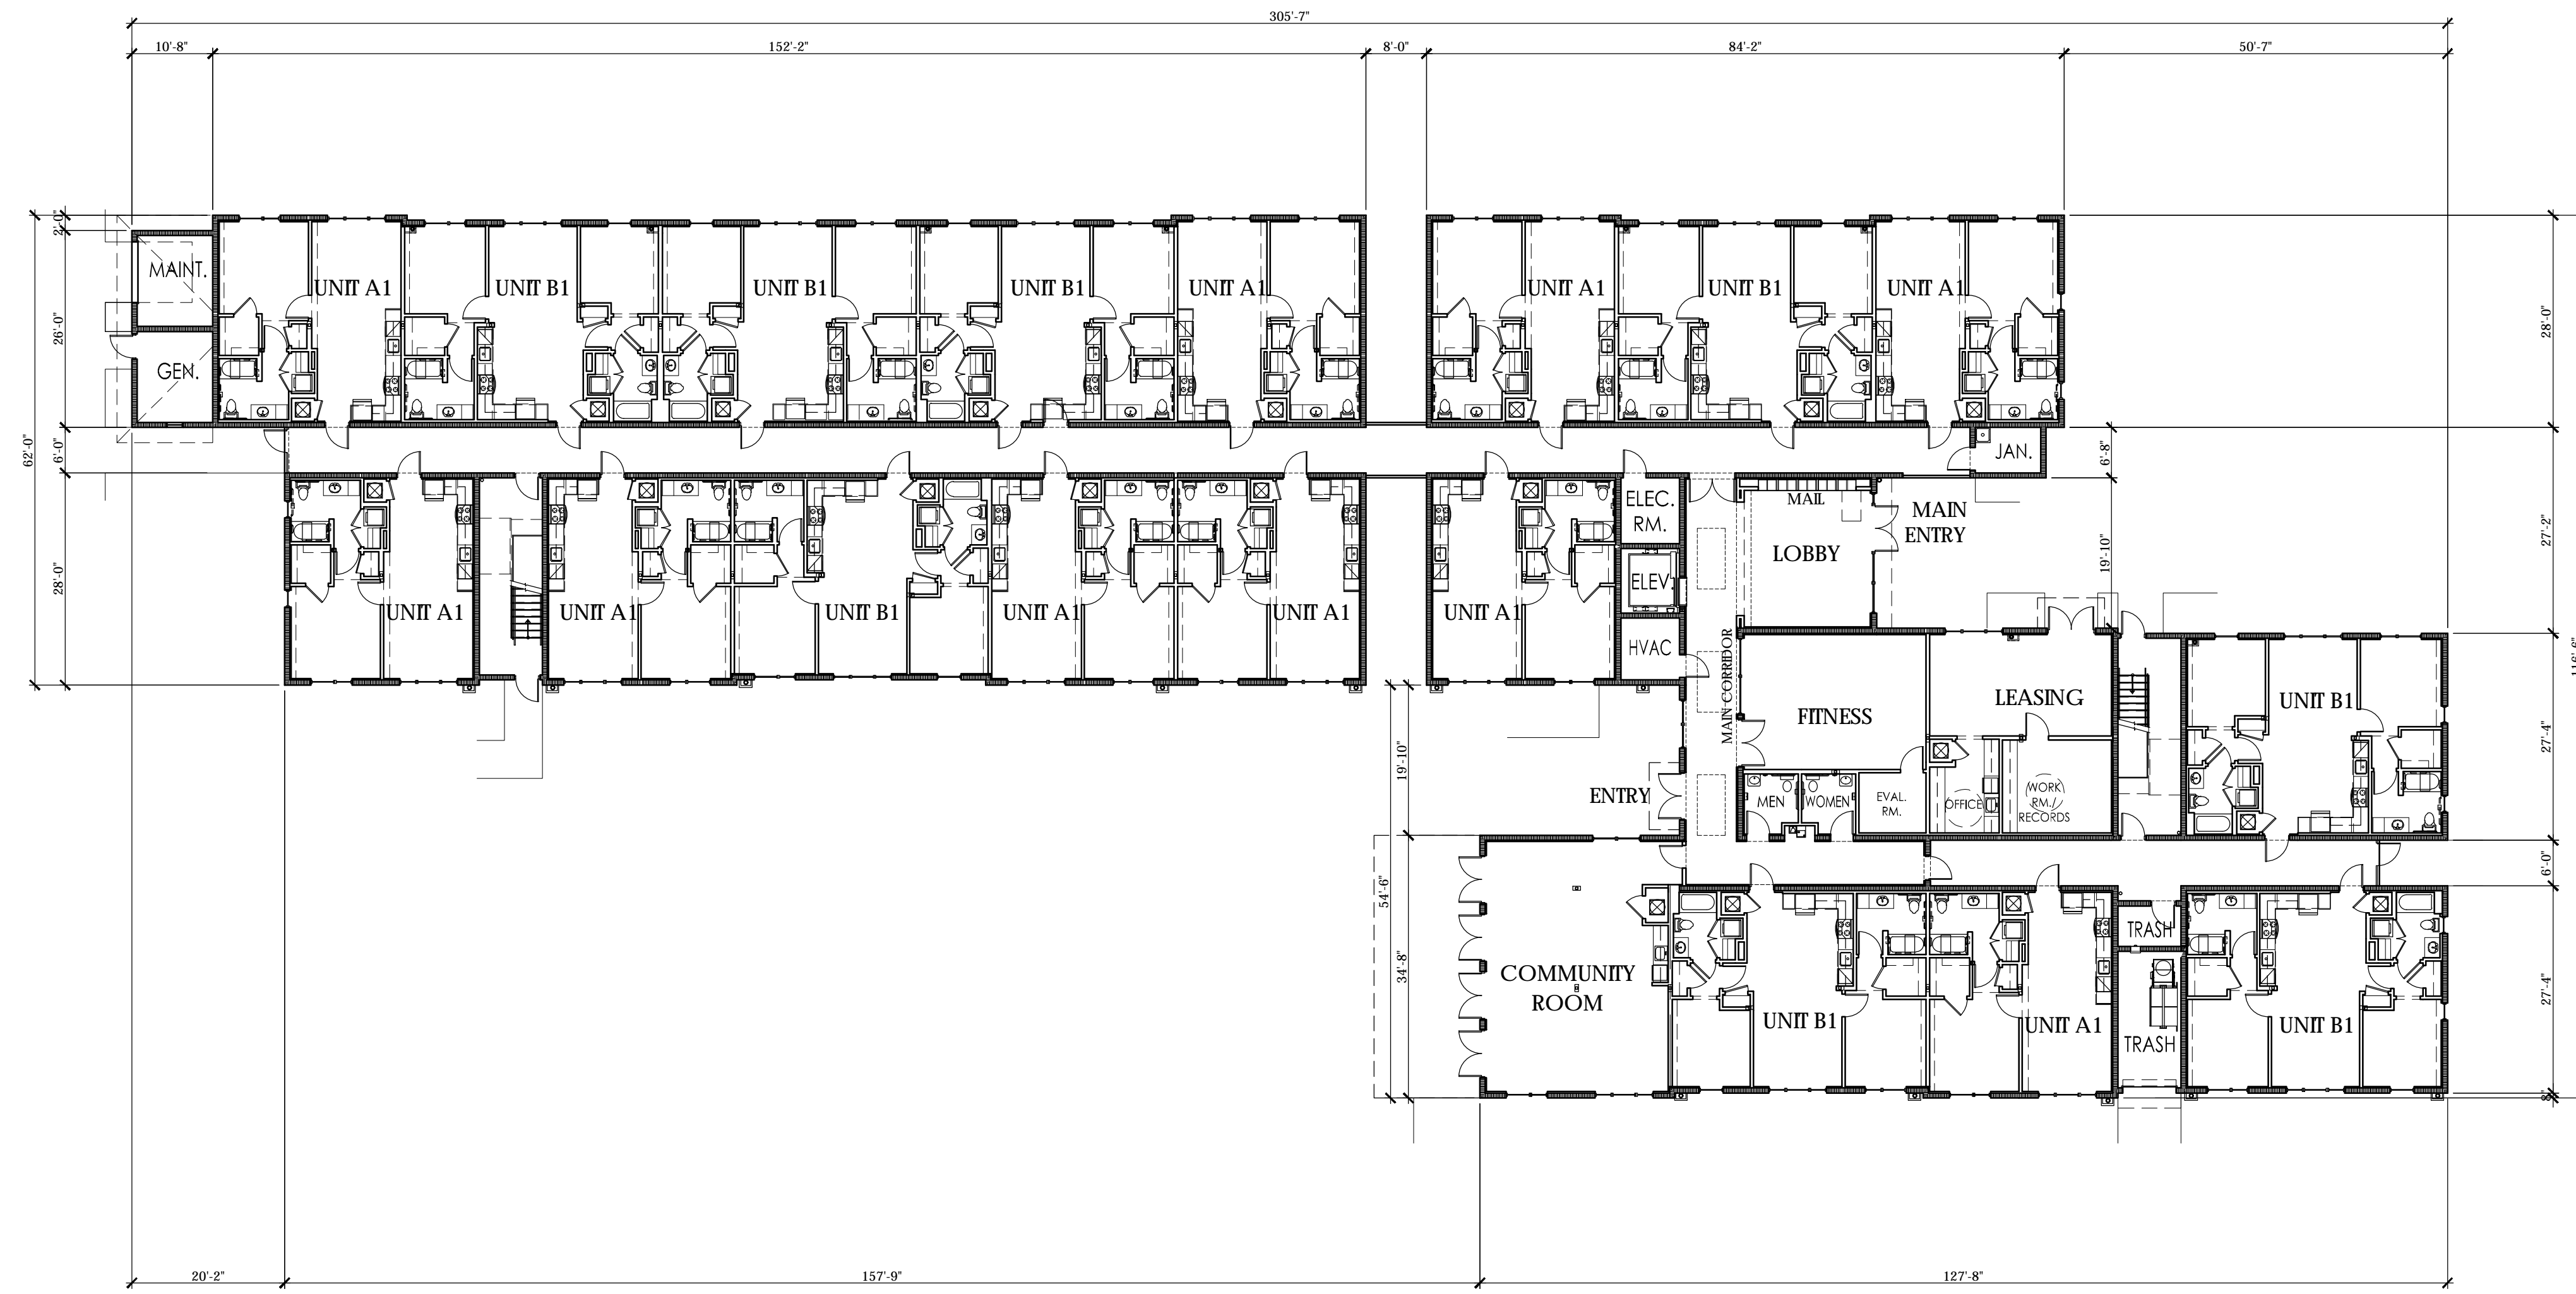 305'-7"
10'-8"
152'-2"
8'-0"
84'-2"
50'-7"
2'-0"
26'-0"
62'-0"
6'-0"
28'-0"
MAINT.
GEN.
UNIT A1
UNIT B1
UNIT B1
UNIT B1
UNIT A1
UNIT A1
UNIT B1
UNIT A1
28'-0"
6'-8"
JAN.
UNIT A1
UNIT A1
UNIT B1
UNIT A1
UNIT A1
UNIT A1
ELEC.
RM.
ELEV.
HVAC
MAIL
LOBBY
MAIN
ENTRY
19'-10"
27'-2"
116'-6"
MAIN CORRIDOR
FITNESS
LEASING
UNIT B1
27'-4"
19'-10"
ENTRY
MEN
WOMEN
EVAL.
RM.
OFFICE
WORK
RM./
RECORDS
6'-0"
54'-6"
34'-8"
COMMUNITY
ROOM
UNIT B1
UNIT A1
TRASH
TRASH
UNIT B1
27'-4"
8"
20'-2"
157'-9"
127'-8"